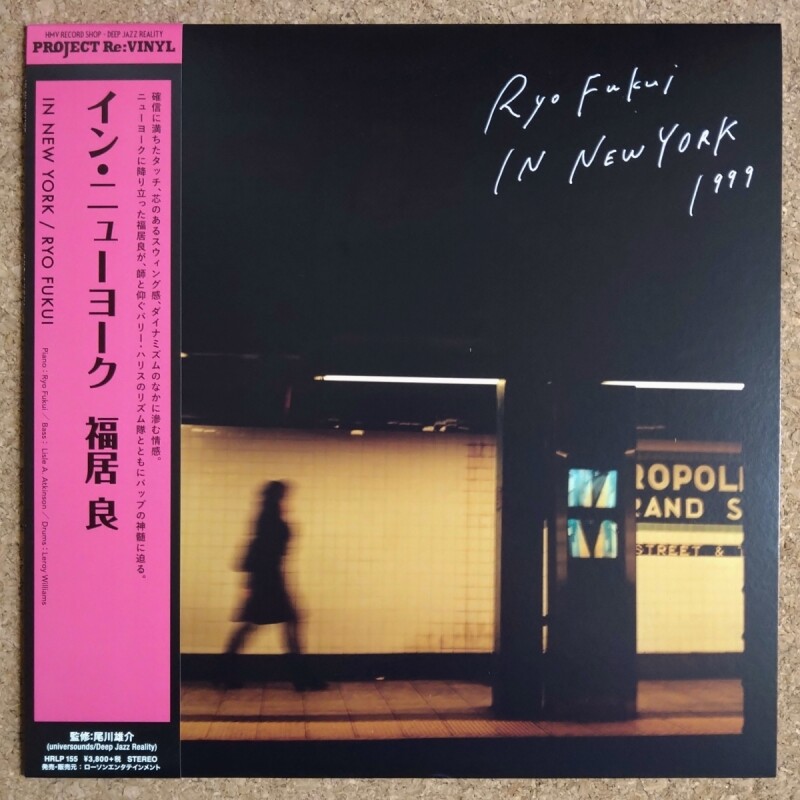 HMV RECORD SHOP・DEEP JAZZ REALITY
PROJECT Re:VINYL
確信に満ちたタッチ、芯のあるスウィング感、ダイナミズムのなかに滲む情感。
ニューヨークに降り立った福居良が、師と仰ぐバリー・ハリスのリズム隊とともにバップの神髄に迫る。
イン・ニューヨーク 福居 良
IN NEW YORK / RYO FUKUI
Piano : Ryo Fukui / Bass : Lisle A. Atkinson / Drums : Leroy Williams
監修:尾川雄介
(universounds/Deep Jazz Reality)
HRLP 155 ¥3,800+税 STEREO
発売・販売元:ローソンエンタテインメント
Ryo Fukui
IN NEW YORK
1999
ROPOLI
RAND S
STREET &